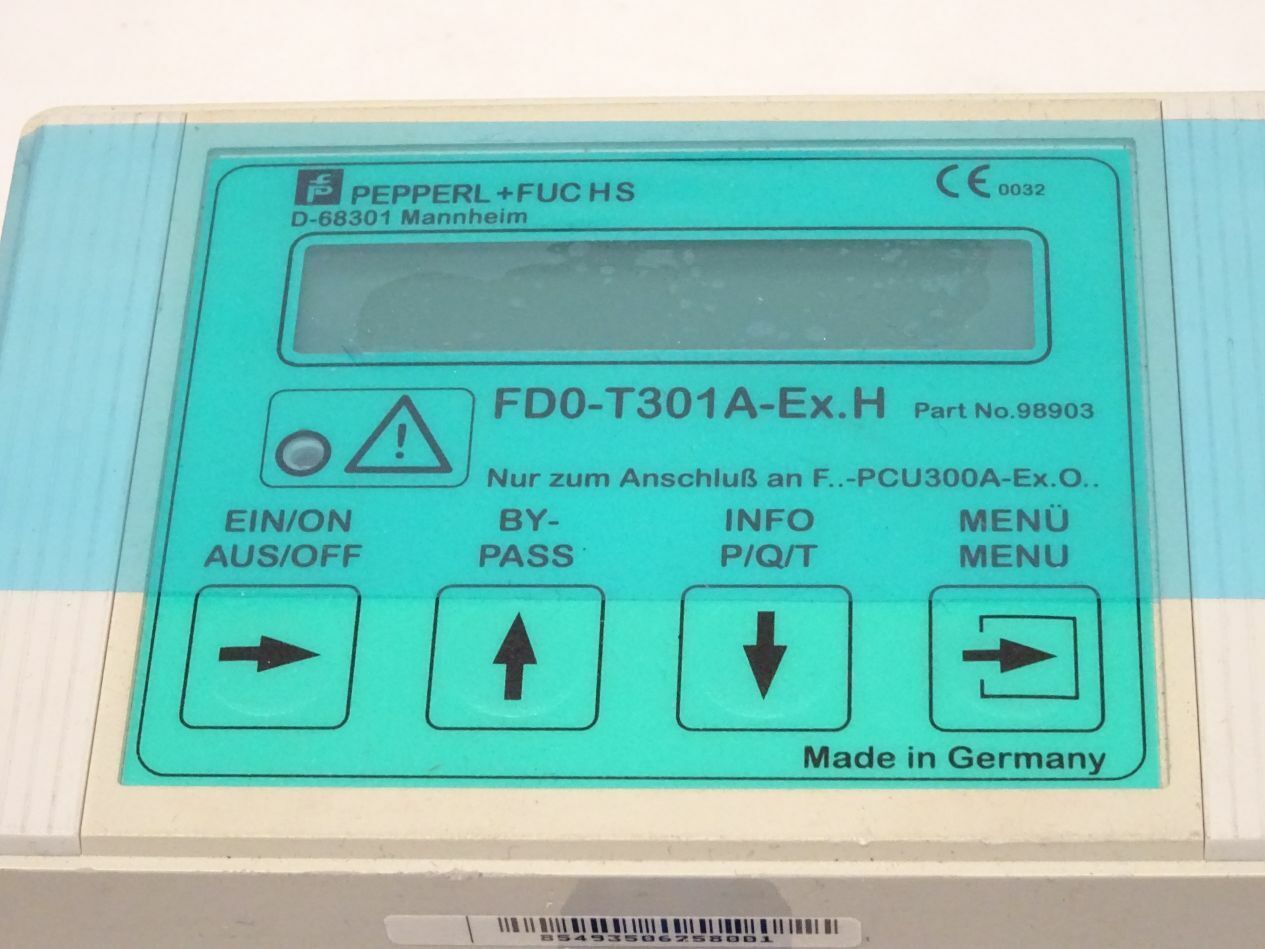 PEPPERL+FUCHS
D-68301 Mannheim
CE 0032
FD0-T301A-Ex.H Part No.98903
!
Nur zum Anschluß an F..-PCU300A-Ex.O..
EIN/ON
AUS/OFF
BY-
PASS
INFO
P/Q/T
MENÜ
MENU
Made in Germany
85493506258001